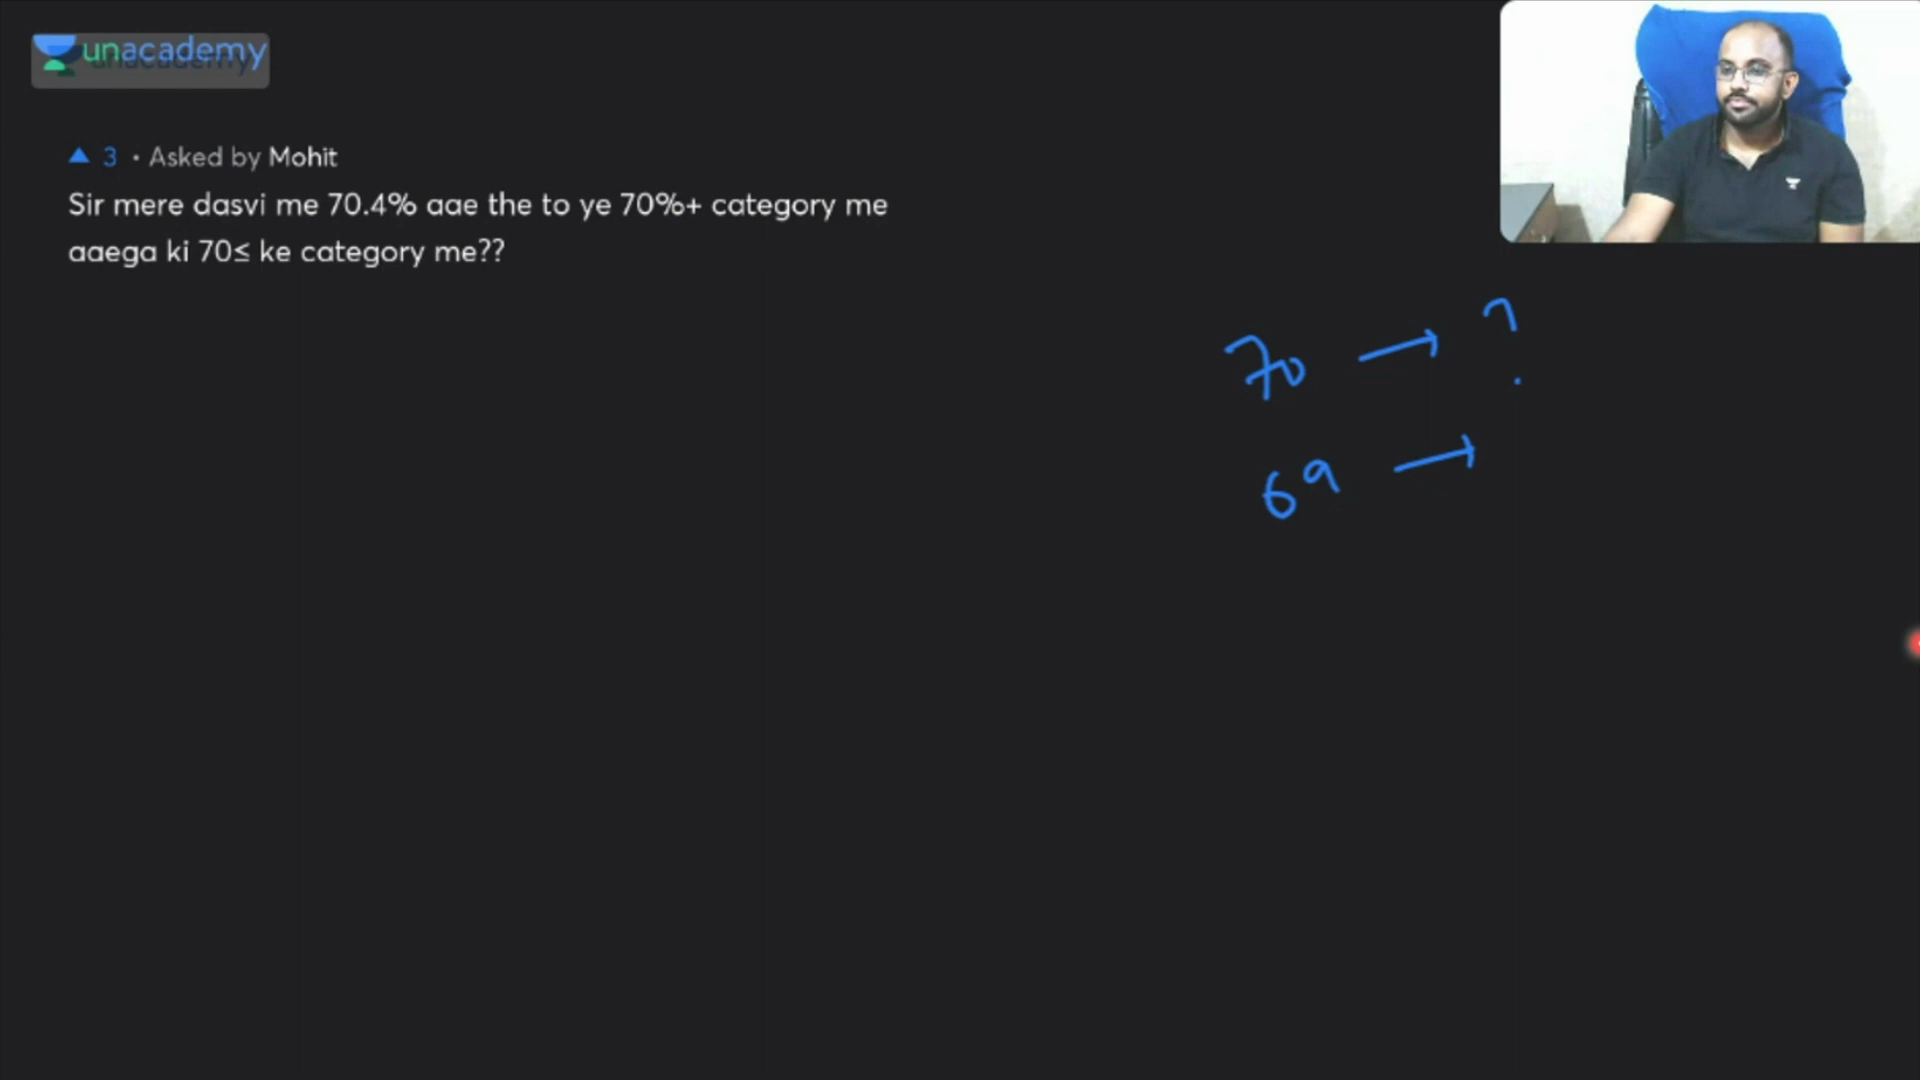 unacademy
▲ 3 • Asked by Mohit
Sir mere dasvi me 70.4% aae the to ye 70%+ category me
aaega ki 70≤ ke category me??
70 → ?
69 →